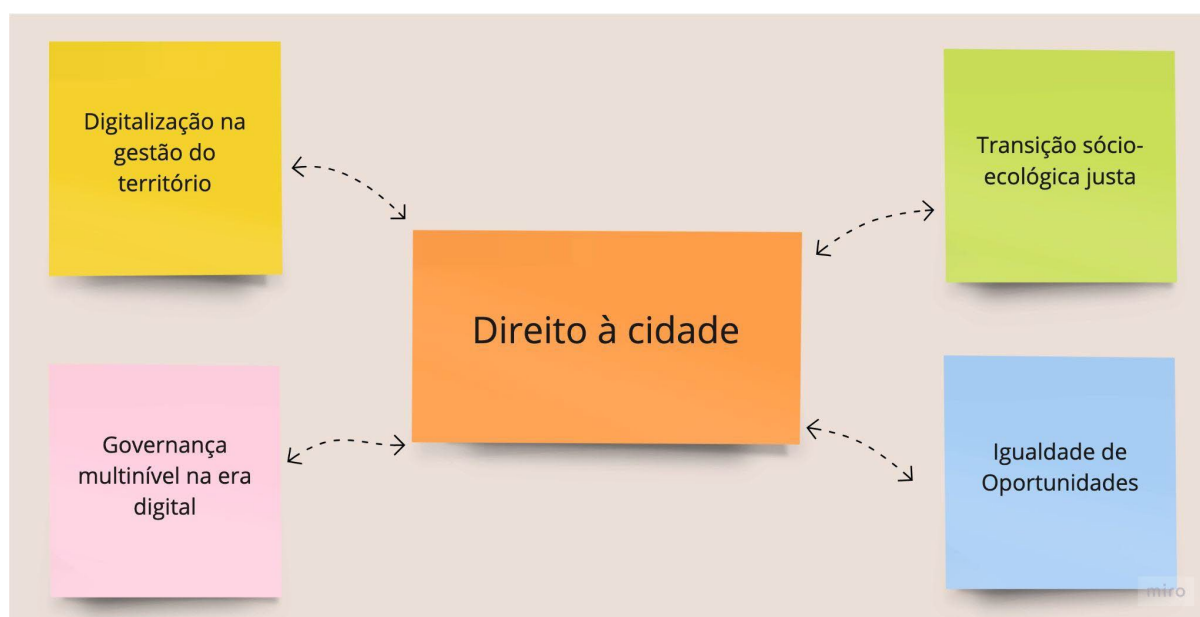 Digitalização na
gestão do
território
Transição sócio-
ecológica justa
Direito à cidade
Governança
multinível na era
digital
Igualdade de
Oportunidades
miro